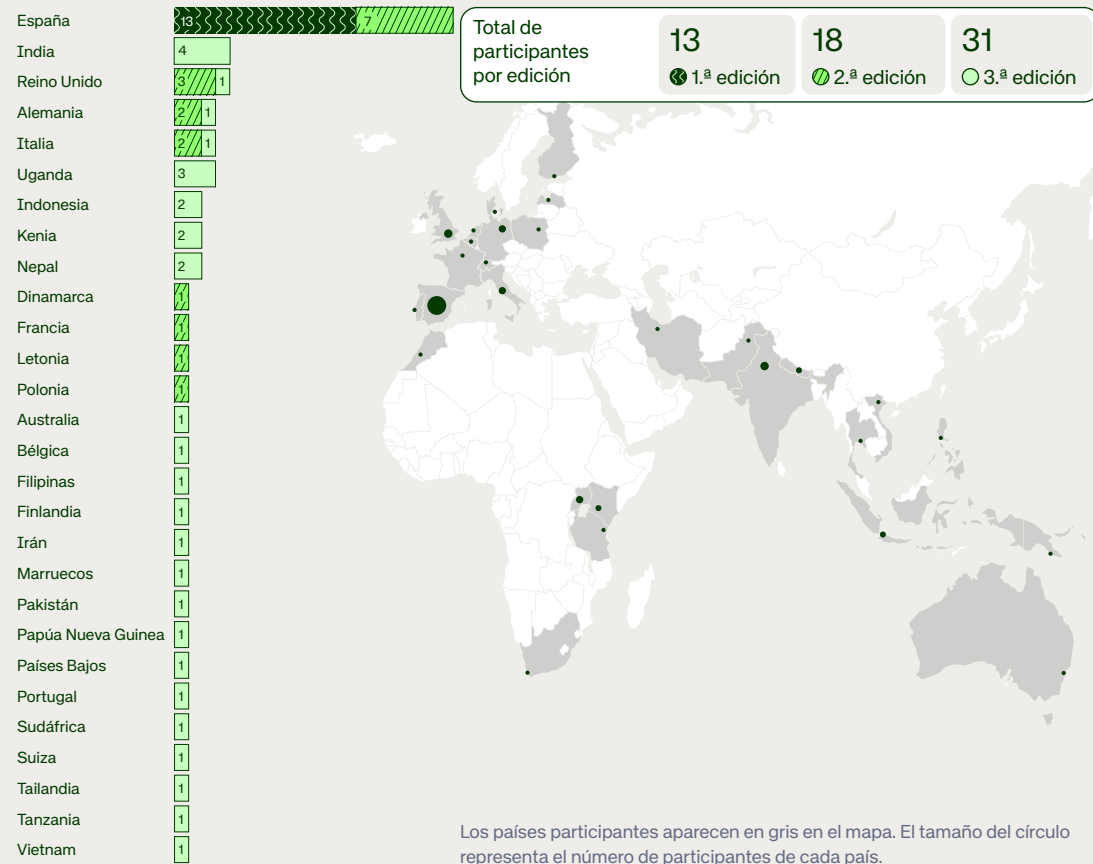 España 13 7
India 4
Reino Unido 3 1
Alemania 2 1
Italia 2 1
Uganda 3
Indonesia 2
Kenia 2
Nepal 2
Dinamarca 1
Francia 1
Letonia 1
Polonia 1
Australia 1
Bélgica 1
Filipinas 1
Finlandia 1
Irán 1
Marruecos 1
Pakistán 1
Papúa Nueva Guinea 1
Países Bajos 1
Portugal 1
Sudáfrica 1
Suiza 1
Tailandia 1
Tanzania 1
Vietnam 1
Total de
participantes
por edición
13
1.ª edición
18
2.ª edición
31
3.ª edición
Los países participantes aparecen en gris en el mapa. El tamaño del círculo
representa el número de participantes de cada país.